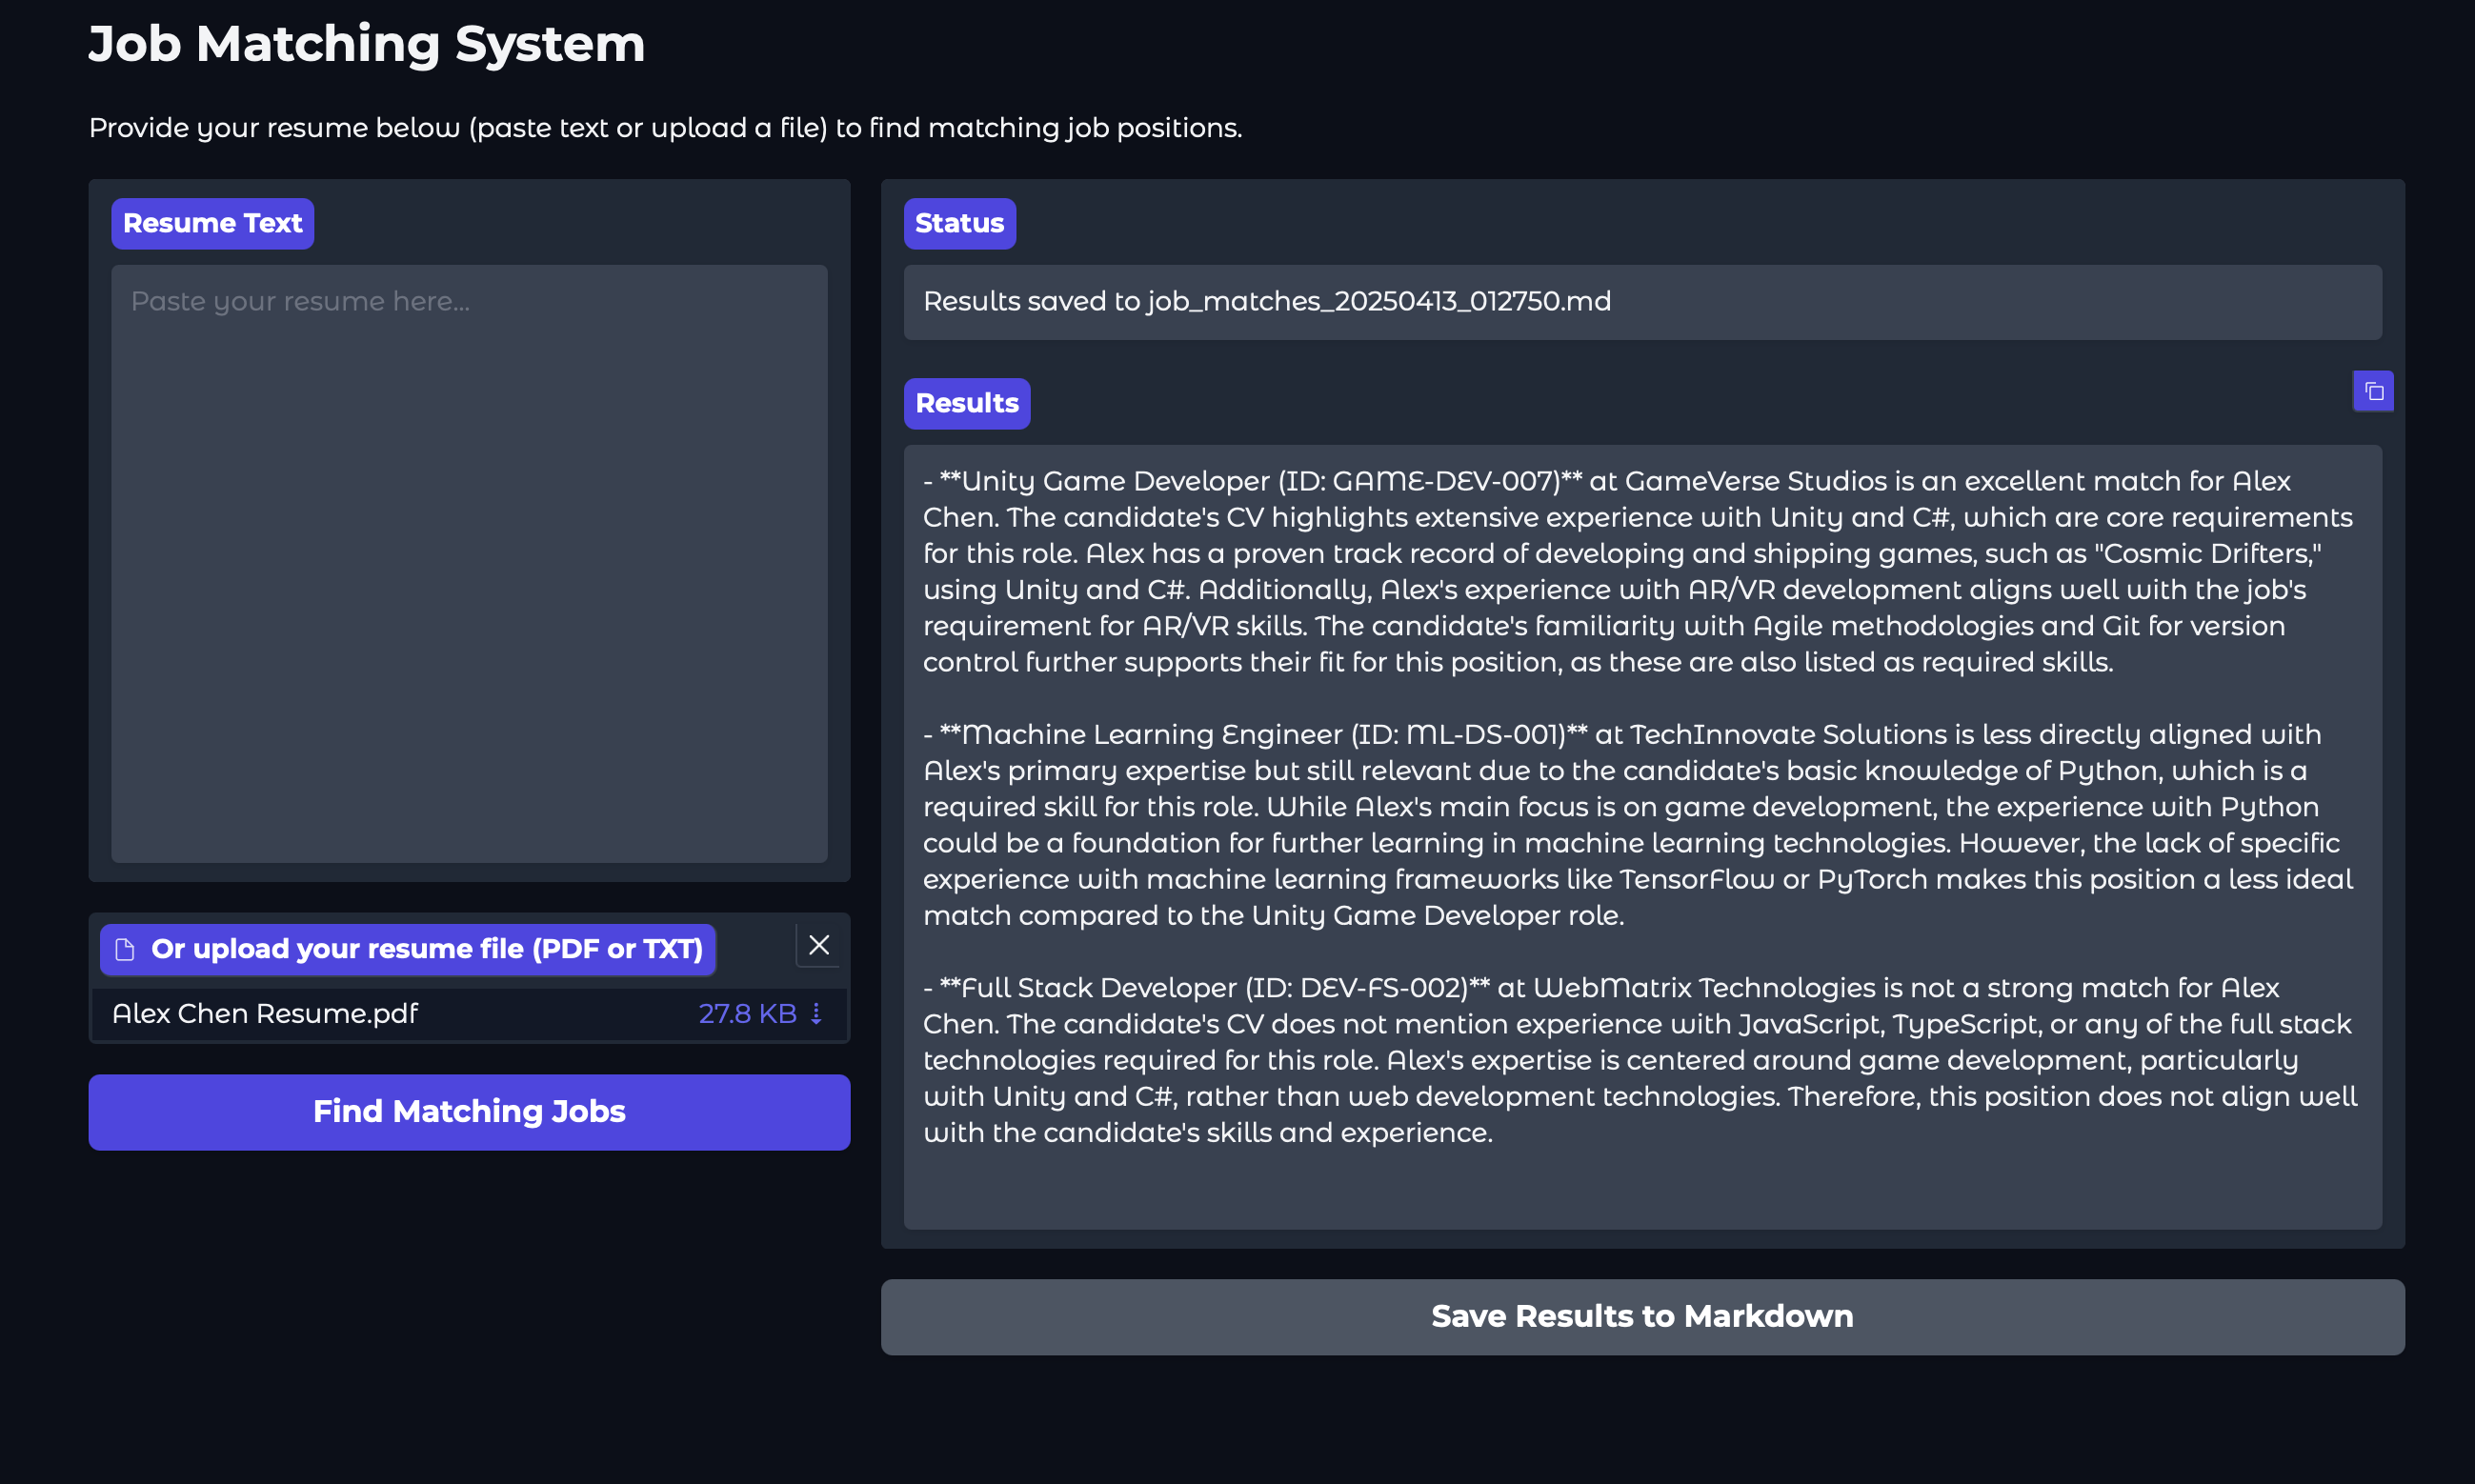 Job Matching System
Provide your resume below (paste text or upload a file) to find matching job positions.
Resume Text
Paste your resume here...
Or upload your resume file (PDF or TXT)
Alex Chen Resume.pdf
27.8 KB
Find Matching Jobs
Status
Results saved to job_matches_20250413_012750.md
Results
- **Unity Game Developer (ID: GAME-DEV-007)** at GameVerse Studios is an excellent match for Alex
Chen. The candidate's CV highlights extensive experience with Unity and C#, which are core requirements
for this role. Alex has a proven track record of developing and shipping games, such as "Cosmic Drifters,"
using Unity and C#. Additionally, Alex's experience with AR/VR development aligns well with the job's
requirement for AR/VR skills. The candidate's familiarity with Agile methodologies and Git for version
control further supports their fit for this position, as these are also listed as required skills.
- **Machine Learning Engineer (ID: ML-DS-001)** at TechInnovate Solutions is less directly aligned with
Alex's primary expertise but still relevant due to the candidate's basic knowledge of Python, which is a
required skill for this role. While Alex's main focus is on game development, the experience with Python
could be a foundation for further learning in machine learning technologies. However, the lack of specific
experience with machine learning frameworks like TensorFlow or PyTorch makes this position a less ideal
match compared to the Unity Game Developer role.
- **Full Stack Developer (ID: DEV-FS-002)** at WebMatrix Technologies is not a strong match for Alex
Chen. The candidate's CV does not mention experience with JavaScript, TypeScript, or any of the full stack
technologies required for this role. Alex's expertise is centered around game development, particularly
with Unity and C#, rather than web development technologies. Therefore, this position does not align well
with the candidate's skills and experience.
Save Results to Markdown